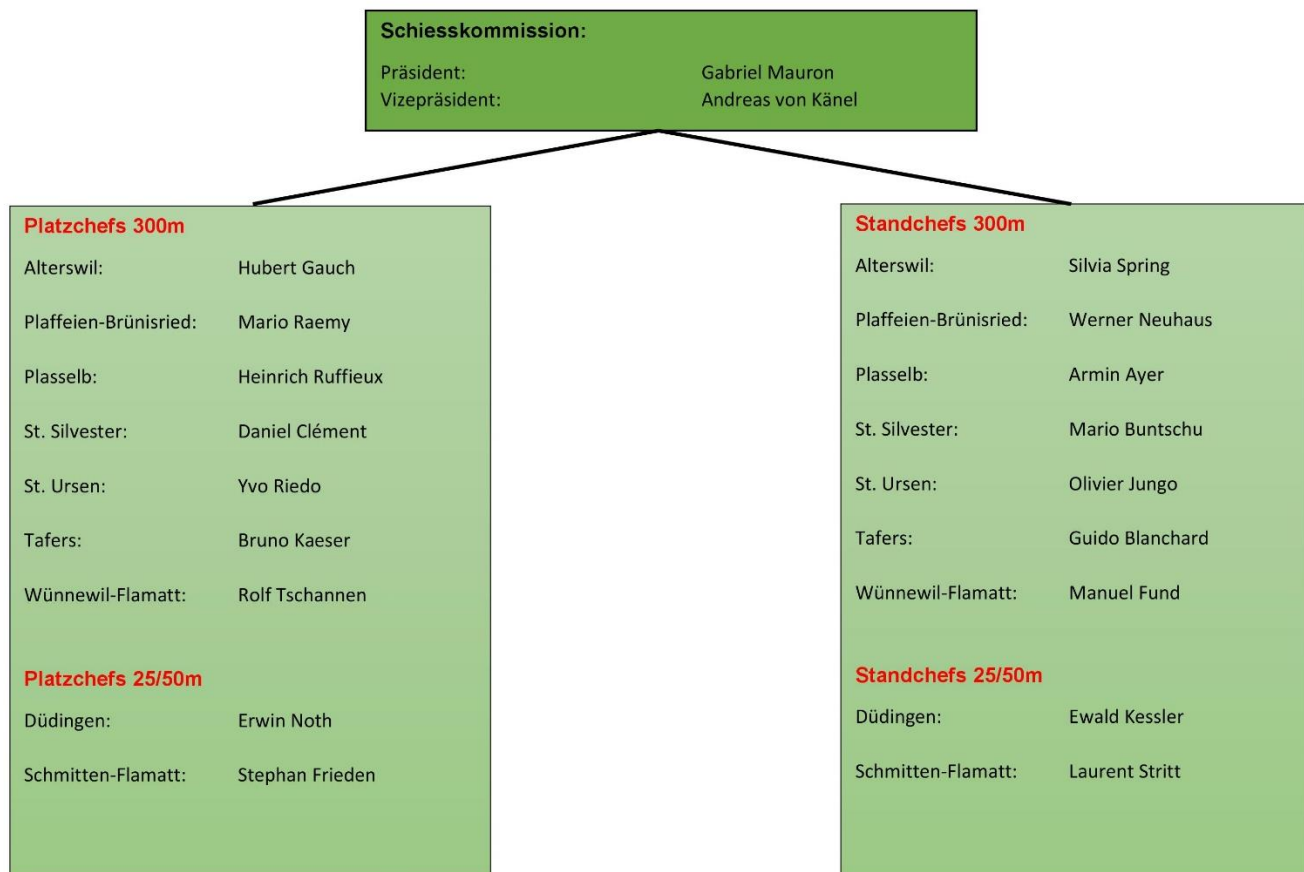 Schiesskommission:
Präsident: Gabriel Mauron
Vizepräsident: Andreas von Känel
Platzchefs 300m
Alterswil: Hubert Gauch
Plaffeien-Brünisried: Mario Raemy
Plasselb: Heinrich Ruffieux
St. Silvester: Daniel Clément
St. Ursen: Yvo Riedo
Tafers: Bruno Kaeser
Wünnewil-Flamatt: Rolf Tschannen
Platzchefs 25/50m
Düdingen: Erwin Noth
Schmitten-Flamatt: Stephan Frieden
Standchefs 300m
Alterswil: Silvia Spring
Plaffeien-Brünisried: Werner Neuhaus
Plasselb: Armin Ayer
St. Silvester: Mario Buntschu
St. Ursen: Olivier Jungo
Tafers: Guido Blanchard
Wünnewil-Flamatt: Manuel Fund
Standchefs 25/50m
Düdingen: Ewald Kessler
Schmitten-Flamatt: Laurent Stritt